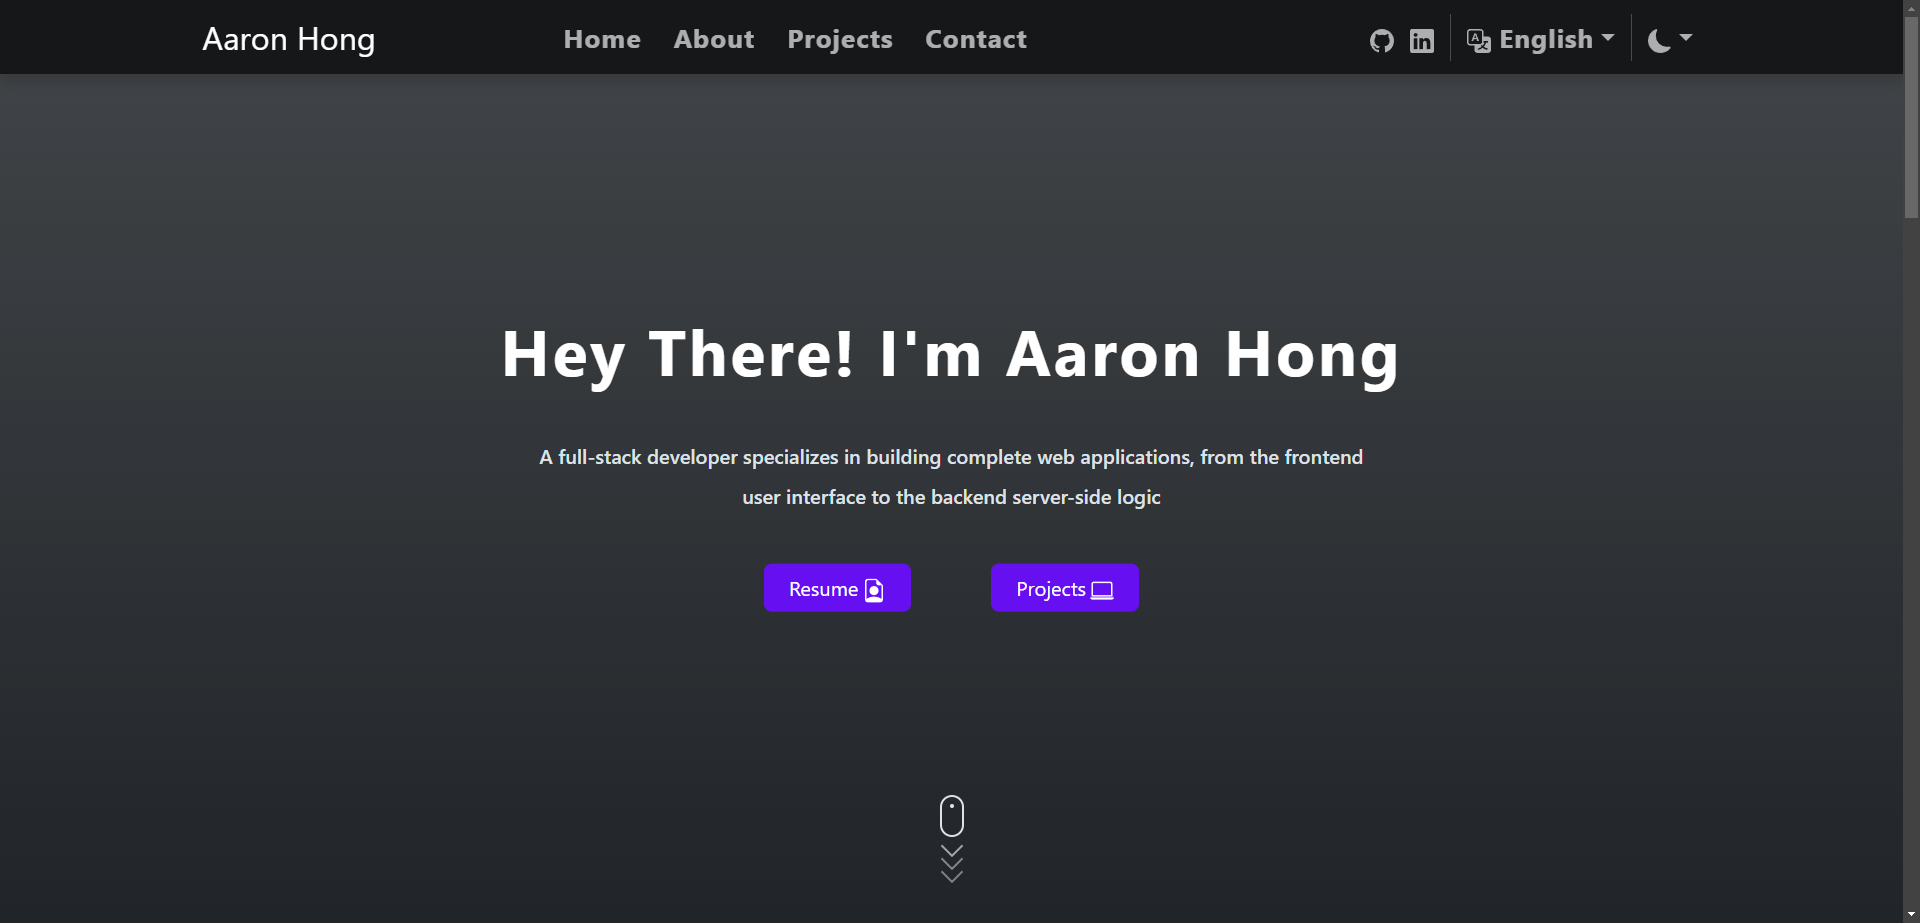 Aaron Hong
Home About Projects Contact
English
Hey There! I'm Aaron Hong
A full-stack developer specializes in building complete web applications, from the frontend
user interface to the backend server-side logic
Resume
Projects